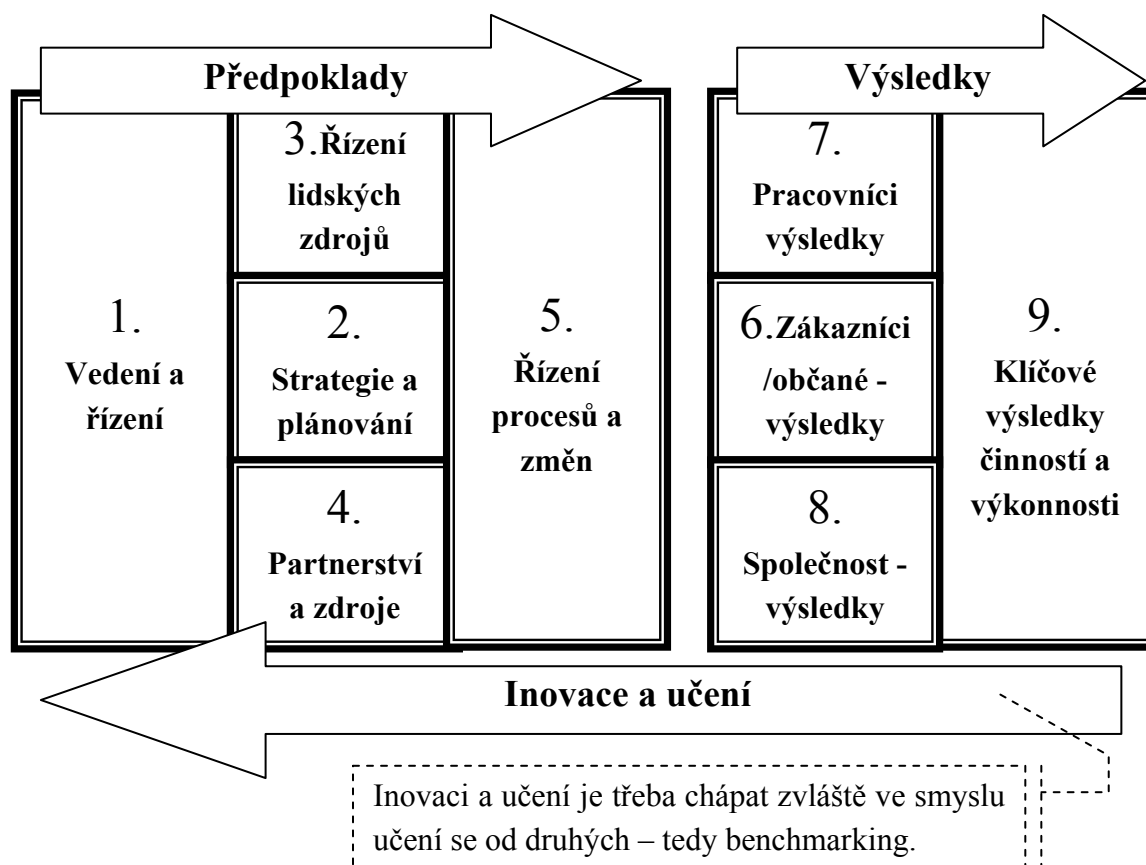 Předpoklady
Výsledky
1.
Vedení a
řízení
3.Řízení
lidských
zdrojů
2.
Strategie a
plánování
4.
Partnerství
a zdroje
5.
Řízení
procesů a
změn
7.
Pracovníci
výsledky
6.Zákazníci
/občané -
výsledky
8.
Společnost -
výsledky
9.
Klíčové
výsledky
činností a
výkonnosti
Inovace a učení
Inovaci a učení je třeba chápat zvláště ve smyslu
učení se od druhých – tedy benchmarking.